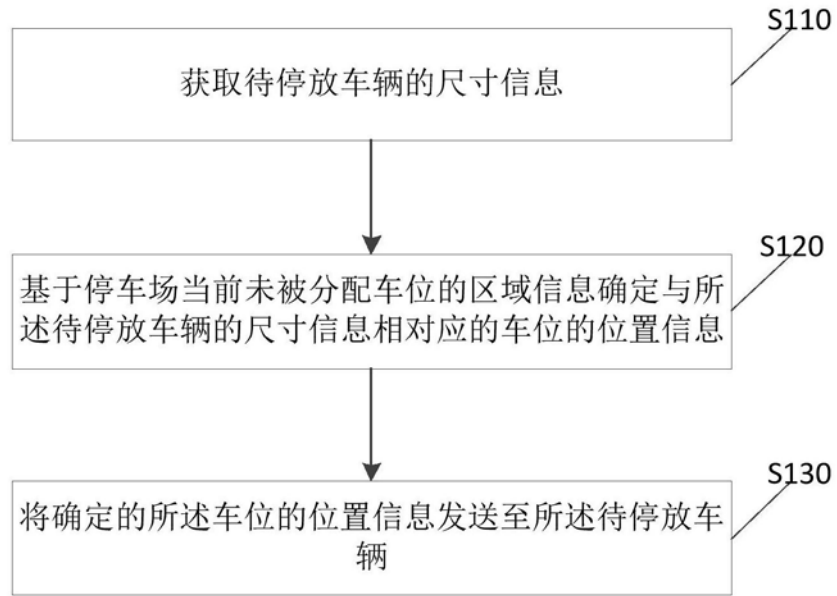 S110
获取待停放车辆的尺寸信息
S120
基于停车场当前未被分配车位的区域信息确定与所
述待停放车辆的尺寸信息相对应的车位的位置信息
S130
将确定的所述车位的位置信息发送至所述待停放车
辆